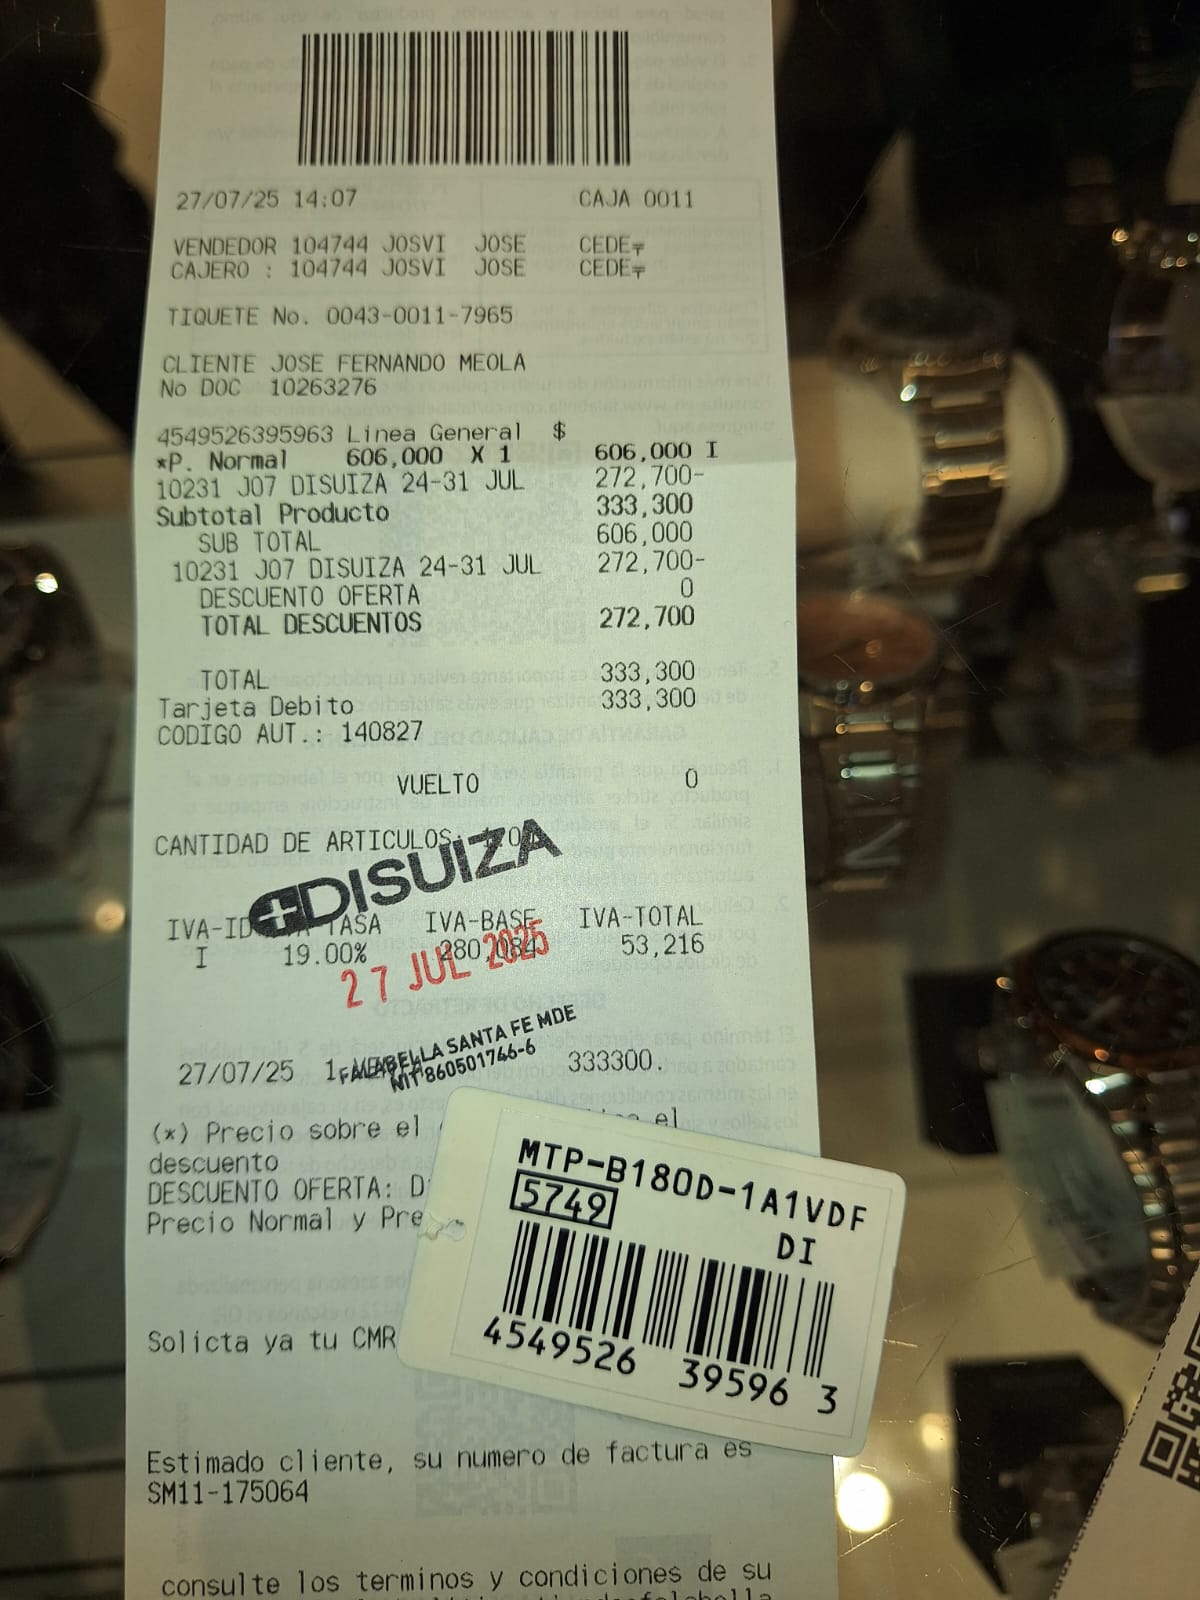 27/07/25 14:07 CAJA 0011
VENDEDOR 104744 JOSVI JOSE CEDE
CAJERO : 104744 JOSVI JOSE CEDE
TIQUETE No. 0043-0011-7965
CLIENTE JOSE FERNANDO MEOLA
No DOC 10263276
4549526395963 Linea General $
*P. Normal 606,000 X 1 606,000 I
10231 J07 DISUIZA 24-31 JUL 272,700-
Subtotal Producto 333,300
SUB TOTAL 606,000
10231 J07 DISUIZA 24-31 JUL 272,700-
DESCUENTO OFERTA 0
TOTAL DESCUENTOS 272,700
TOTAL 333,300
Tarjeta Debito 333,300
CODIGO AUT.: 140827
VUELTO 0
CANTIDAD DE ARTICULOS:
DISUIZA
IVA-ID TASA IVA-BASE IVA-TOTAL
I 19.00% 280,084 53,216
27 JUL 2025
FALABELLA SANTA FE MDE
NIT 860501746-6
27/07/25 333300.
(*) Precio sobre el el
descuento
DESCUENTO OFERTA:
Precio Normal y
MTP-B180D-1A1VDF
5749
DI
4549526 39596 3
Solicta ya tu CMR
Estimado cliente, su numero de factura es
SM11-175064
consulte los terminos y condiciones de su